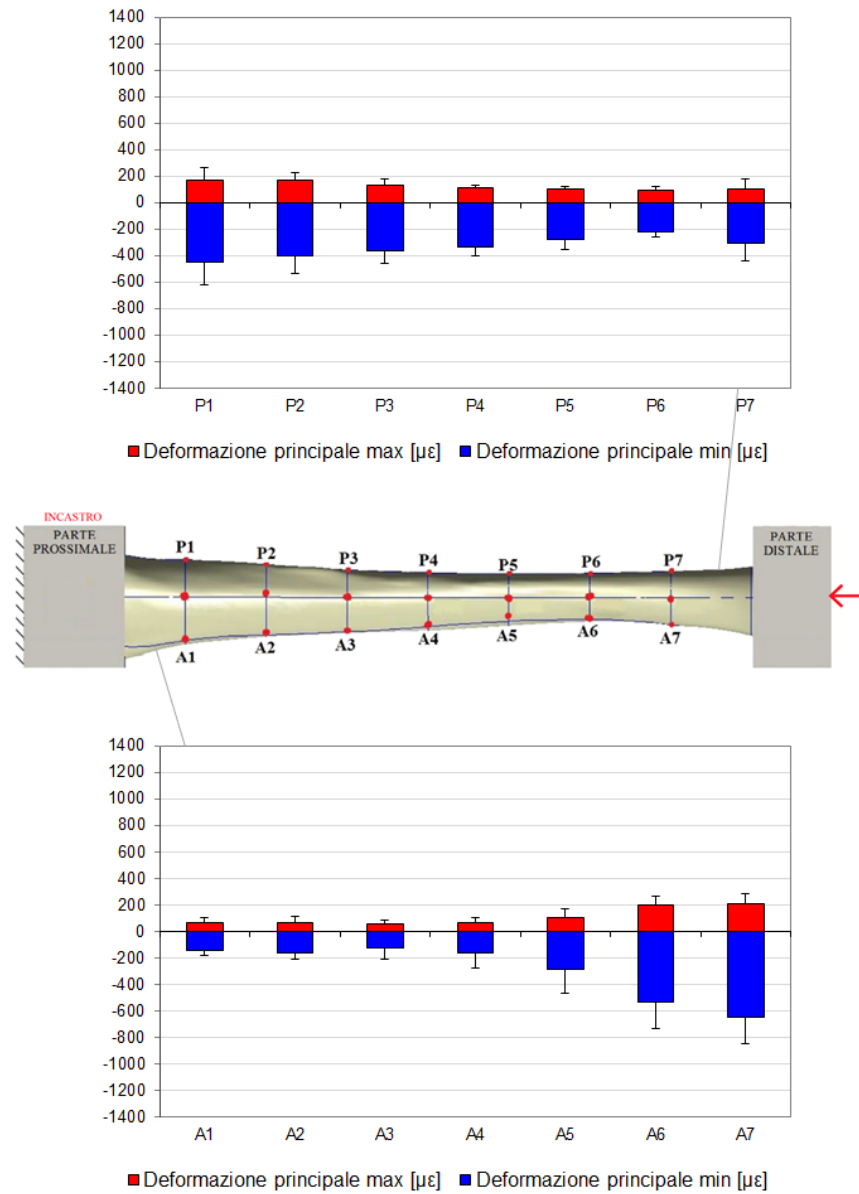 1400
1200
1000
800
600
400
200
0
-200
-400
-600
-800
-1000
-1200
-1400
P1 P2 P3 P4 P5 P6 P7
Deformazione principale max [µε] Deformazione principale min [µε]
INCASTRO
PARTE
PROSSIMALE
P1 P2 P3 P4 P5 P6 P7
PARTE
DISTALE
A1 A2 A3 A4 A5 A6 A7
1400
1200
1000
800
600
400
200
0
-200
-400
-600
-800
-1000
-1200
-1400
A1 A2 A3 A4 A5 A6 A7
Deformazione principale max [µε] Deformazione principale min [µε]